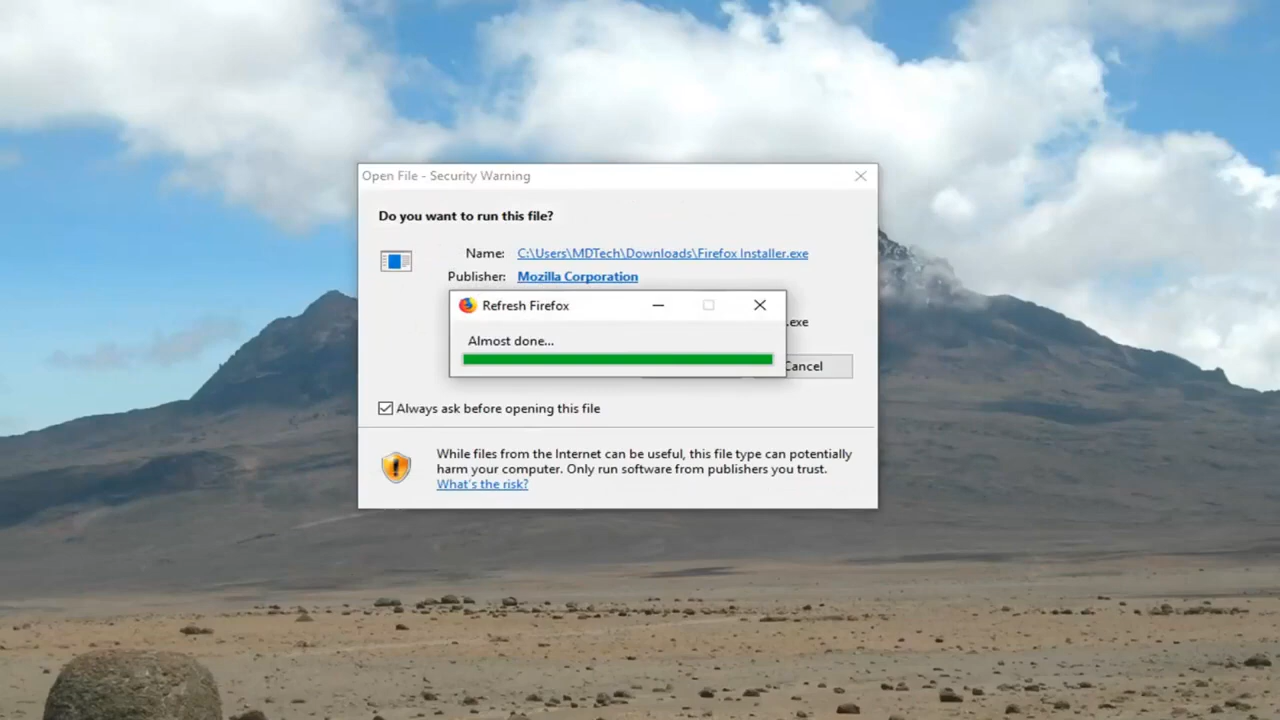 Open File - Security Warning
Do you want to run this file?
Name: C:\Users\MDTech\Downloads\Firefox Installer.exe
Publisher: Mozilla Corporation
Refresh Firefox
.exe
Almost done...
Cancel
Always ask before opening this file
While files from the Internet can be useful, this file type can potentially
harm your computer. Only run software from publishers you trust.
What's the risk?